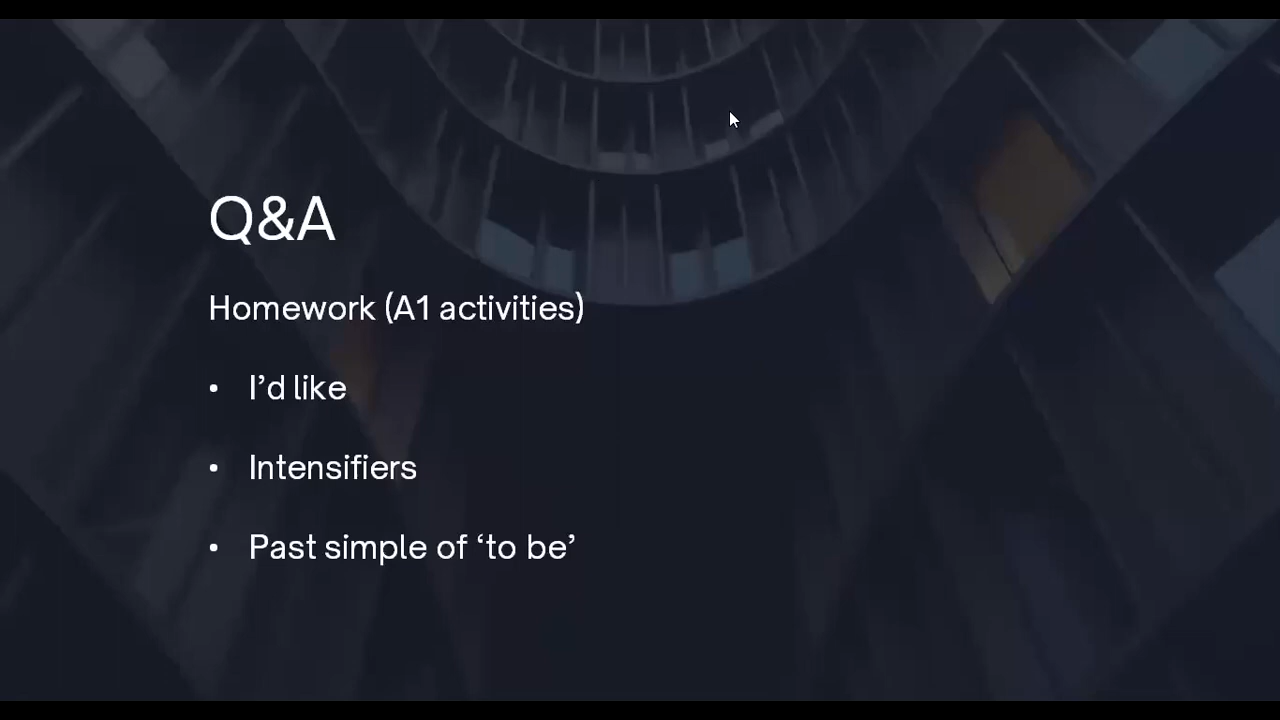 Q&A
Homework (A1 activities)
• I’d like
• Intensifiers
• Past simple of ‘to be’